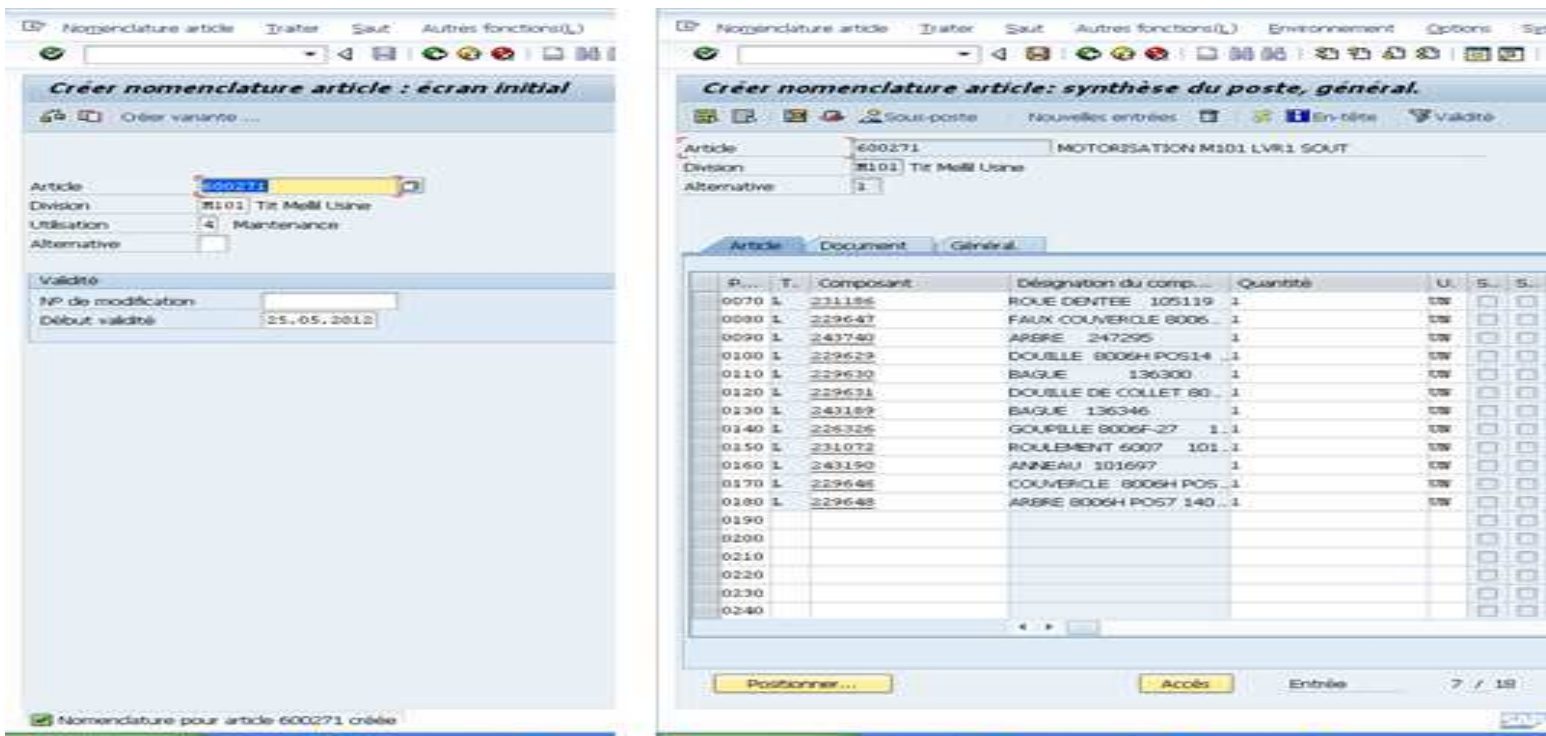 Nomenclature article Traiter Saut Autres fonctions(L)
Créer nomenclature article : écran initial
Créer variante ...
Article 600271
Division M101 Tit Mellil Usine
Utilisation 4 Maintenance
Alternative
Validité
Nº de modification
Début validité 25.05.2012
Nomenclature pour article 600271 créée
Nomenclature article Traiter Saut Autres fonctions(L) Environnement Options
Créer nomenclature article: synthèse du poste, général.
Sous-poste Nouvelles entrées En-tête Validité
Article 600271 MOTORISATION M101 LVR1 SOUT
Division M101 Tit Mellil Usine
Alternative 1
Article Document Général.
P... T.. Composant Désignation du comp... Quantité U. S.. S..
0070 L 231186 ROUE DENTEE 105119 1 UN
0080 L 229647 FAUX COUVERCLE 8006... 1 UN
0090 L 243740 ARBRE 247295 1 UN
0100 L 229629 DOUILLE 8006H POS14 ... 1 UN
0110 L 229630 BAGUE 136300 1 UN
0120 L 229631 DOUILLE DE COLLET 80... 1 UN
0130 L 243189 BAGUE 136346 1 UN
0140 L 226326 GOUPILLE 8006F-27 1... 1 UN
0150 L 231072 ROULEMENT 6007 101... 1 UN
0160 L 243190 ANNEAU 101697 1 UN
0170 L 229646 COUVERCLE 8006H POS... 1 UN
0180 L 229648 ARBRE 8006H POS7 140... 1 UN
0190
0200
0210
0220
0230
0240
Positionner... Accès Entrée 7 / 18
SAP